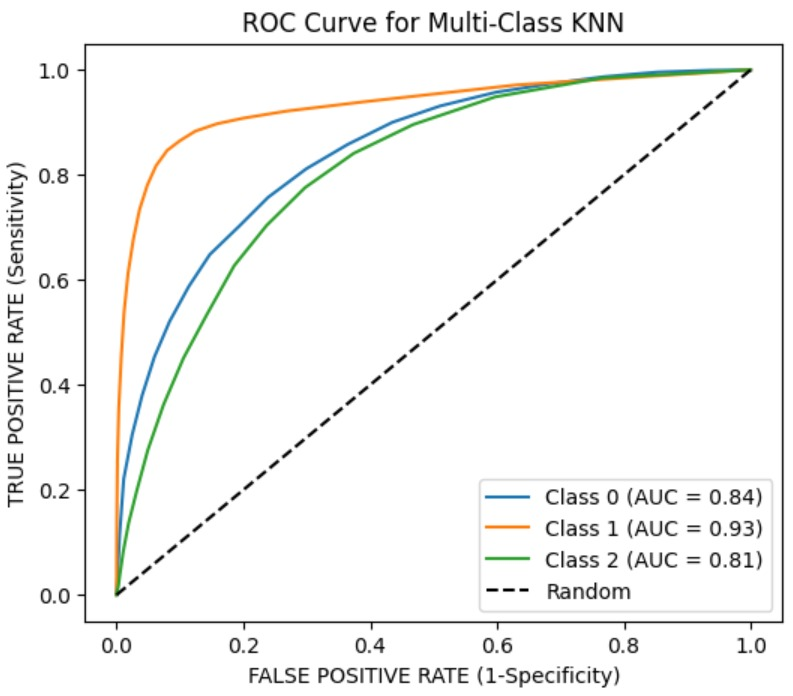 ROC Curve for Multi-Class KNN
TRUE POSITIVE RATE (Sensitivity)
1.0
0.8
0.6
0.4
0.2
0.0
Class 0 (AUC = 0.84)
Class 1 (AUC = 0.93)
Class 2 (AUC = 0.81)
Random
0.0 0.2 0.4 0.6 0.8 1.0
FALSE POSITIVE RATE (1-Specificity)